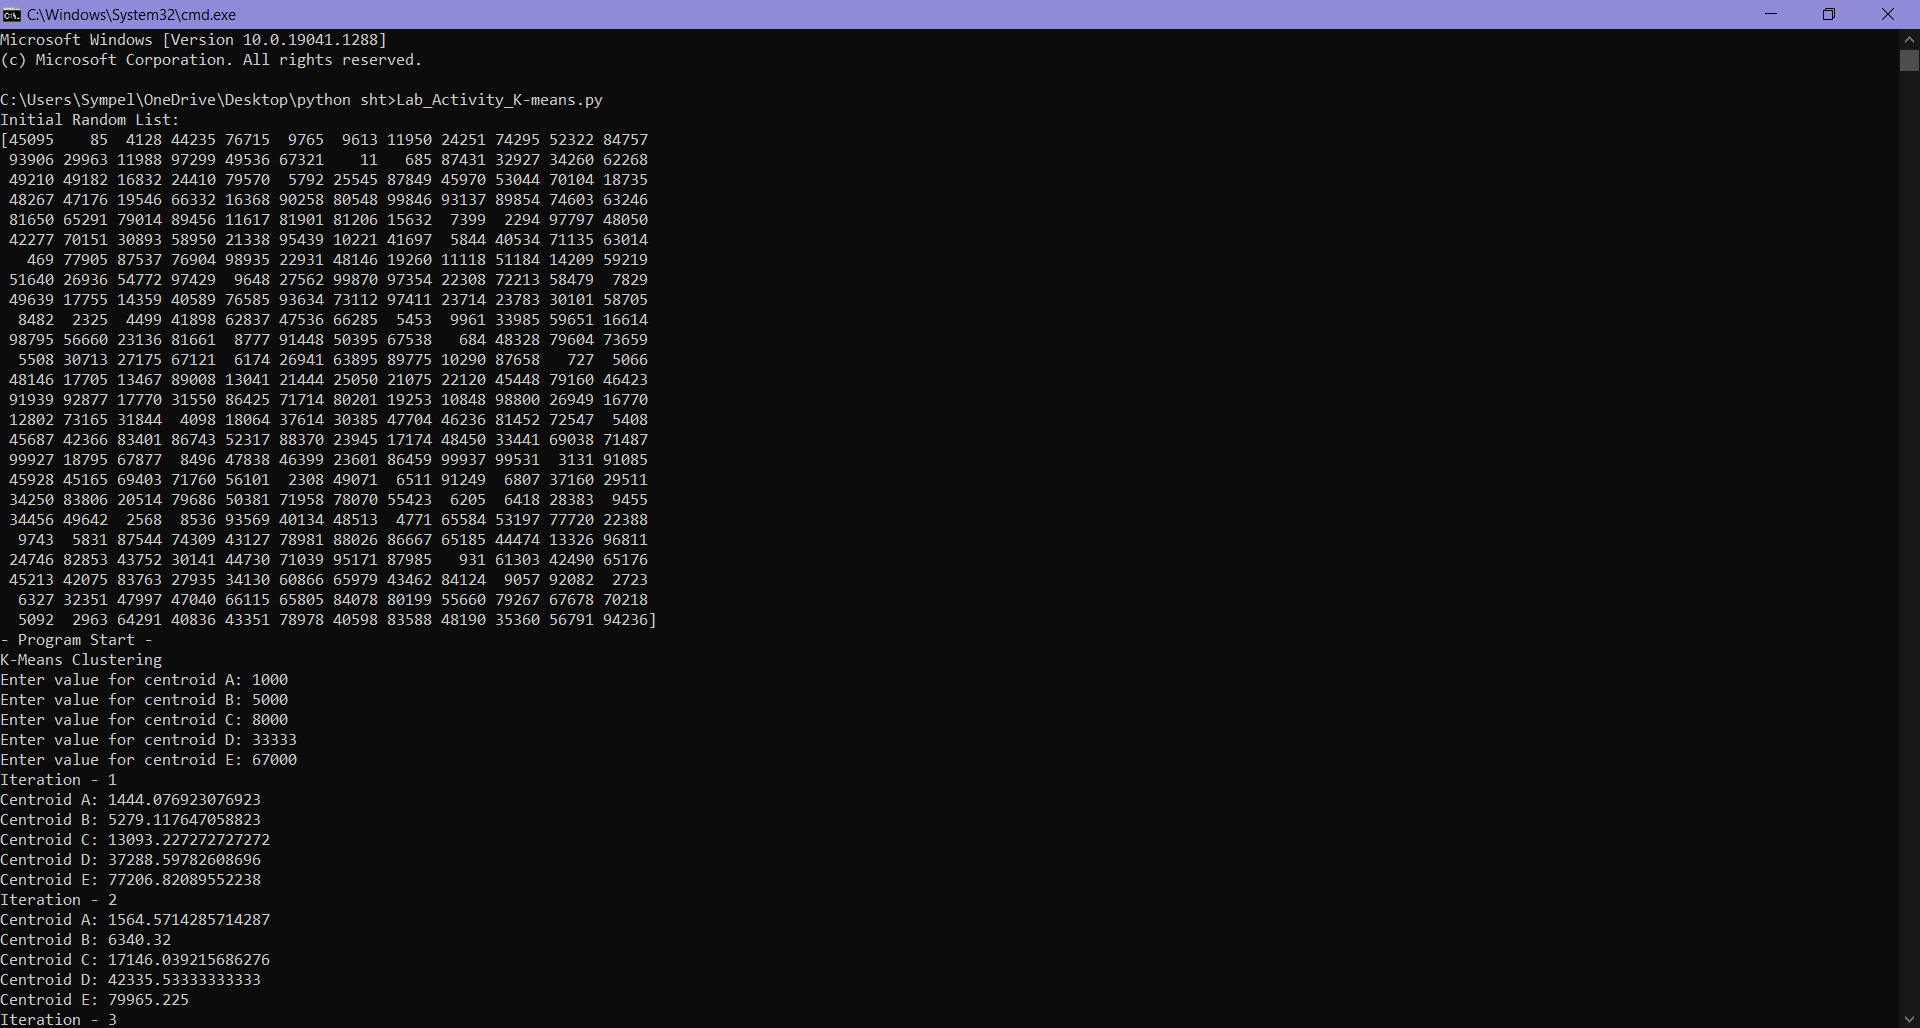 C:\Windows\System32\cmd.exe
Microsoft Windows [Version 10.0.19041.1288]
(c) Microsoft Corporation. All rights reserved.
C:\Users\Sympel\OneDrive\Desktop\python sht>Lab_Activity_K-means.py
Initial Random List:
[45095    85  4128 44235 76715  9765  9613 11950 24251 74295 52322 84757
 93906 29963 11988 97299 49536 67321    11   685 87431 32927 34260 62268
 49210 49182 16832 24410 79570  5792 25545 87849 45970 53044 70104 18735
 48267 47176 19546 66332 16368 90258 80548 99846 93137 89854 74603 63246
 81650 65291 79014 89456 11617 81901 81206 15632  7399  2294 97797 48050
 42277 70151 30893 58950 21338 95439 10221 41697  5844 40534 71135 63014
   469 77905 87537 76904 98935 22931 48146 19260 11118 51184 14209 59219
 51640 26936 54772 97429  9648 27562 99870 97354 22308 72213 58479  7829
 49639 17755 14359 40589 76585 93634 73112 97411 23714 23783 30101 58705
  8482  2325  4499 41898 62837 47536 66285  5453  9961 33985 59651 16614
 98795 56660 23136 81661  8777 91448 50395 67538   684 48328 79604 73659
  5508 30713 27175 67121  6174 26941 63895 89775 10290 87658   727  5066
 48146 17705 13467 89008 13041 21444 25050 21075 22120 45448 79160 46423
 91939 92877 17770 31550 86425 71714 80201 19253 10848 98800 26949 16770
 12802 73165 31844  4098 18064 37614 30385 47704 46236 81452 72547  5408
 45687 42366 83401 86743 52317 88370 23945 17174 48450 33441 69038 71487
 99927 18795 67877  8496 47838 46399 23601 86459 99937 99531  3131 91085
 45928 45165 69403 71760 56101  2308 49071  6511 91249  6807 37160 29511
 34250 83806 20514 79686 50381 71958 78070 55423  6205  6418 28383  9455
 34456 49642  2568  8536 93569 40134 48513  4771 65584 53197 77720 22388
  9743  5831 87544 74309 43127 78981 88026 86667 65185 44474 13326 96811
 24746 82853 43752 30141 44730 71039 95171 87985   931 61303 42490 65176
 45213 42075 83763 27935 34130 60866 65979 43462 84124  9057 92082  2723
  6327 32351 47997 47040 66115 65805 84078 80199 55660 79267 67678 70218
  5092  2963 64291 40836 43351 78978 40598 83588 48190 35360 56791 94236]
- Program Start -
K-Means Clustering
Enter value for centroid A: 1000
Enter value for centroid B: 5000
Enter value for centroid C: 8000
Enter value for centroid D: 33333
Enter value for centroid E: 67000
Iteration - 1
Centroid A: 1444.076923076923
Centroid B: 5279.117647058823
Centroid C: 13093.227272727272
Centroid D: 37288.59782608696
Centroid E: 77206.82089552238
Iteration - 2
Centroid A: 1564.5714285714287
Centroid B: 6340.32
Centroid C: 17146.039215686276
Centroid D: 42335.53333333333
Centroid E: 79965.225
Iteration - 3